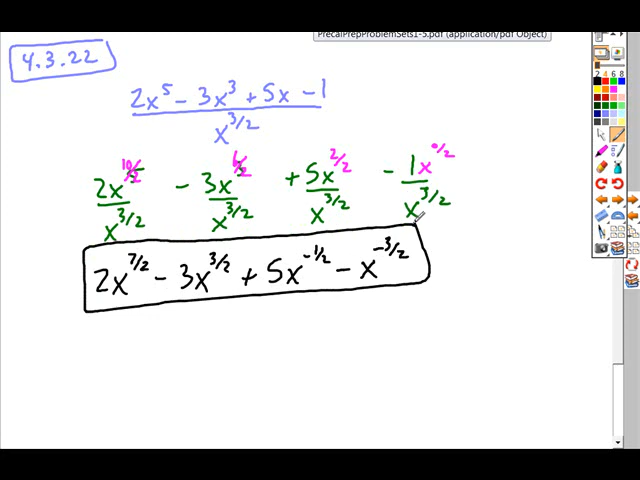 PrecalPrepProblemSets1-5.pdf (application/pdf Object)
4.3.22
2x^5 - 3x^3 + 5x - 1
x^{3/2}
2x^{10/2} - 3x^{6/2} + 5x^{2/2} - 1x^{0/2}
x^{3/2} x^{3/2} x^{3/2} x^{3/2}
2x^{7/2} - 3x^{3/2} + 5x^{-1/2} - x^{-3/2}
2 4 6 8